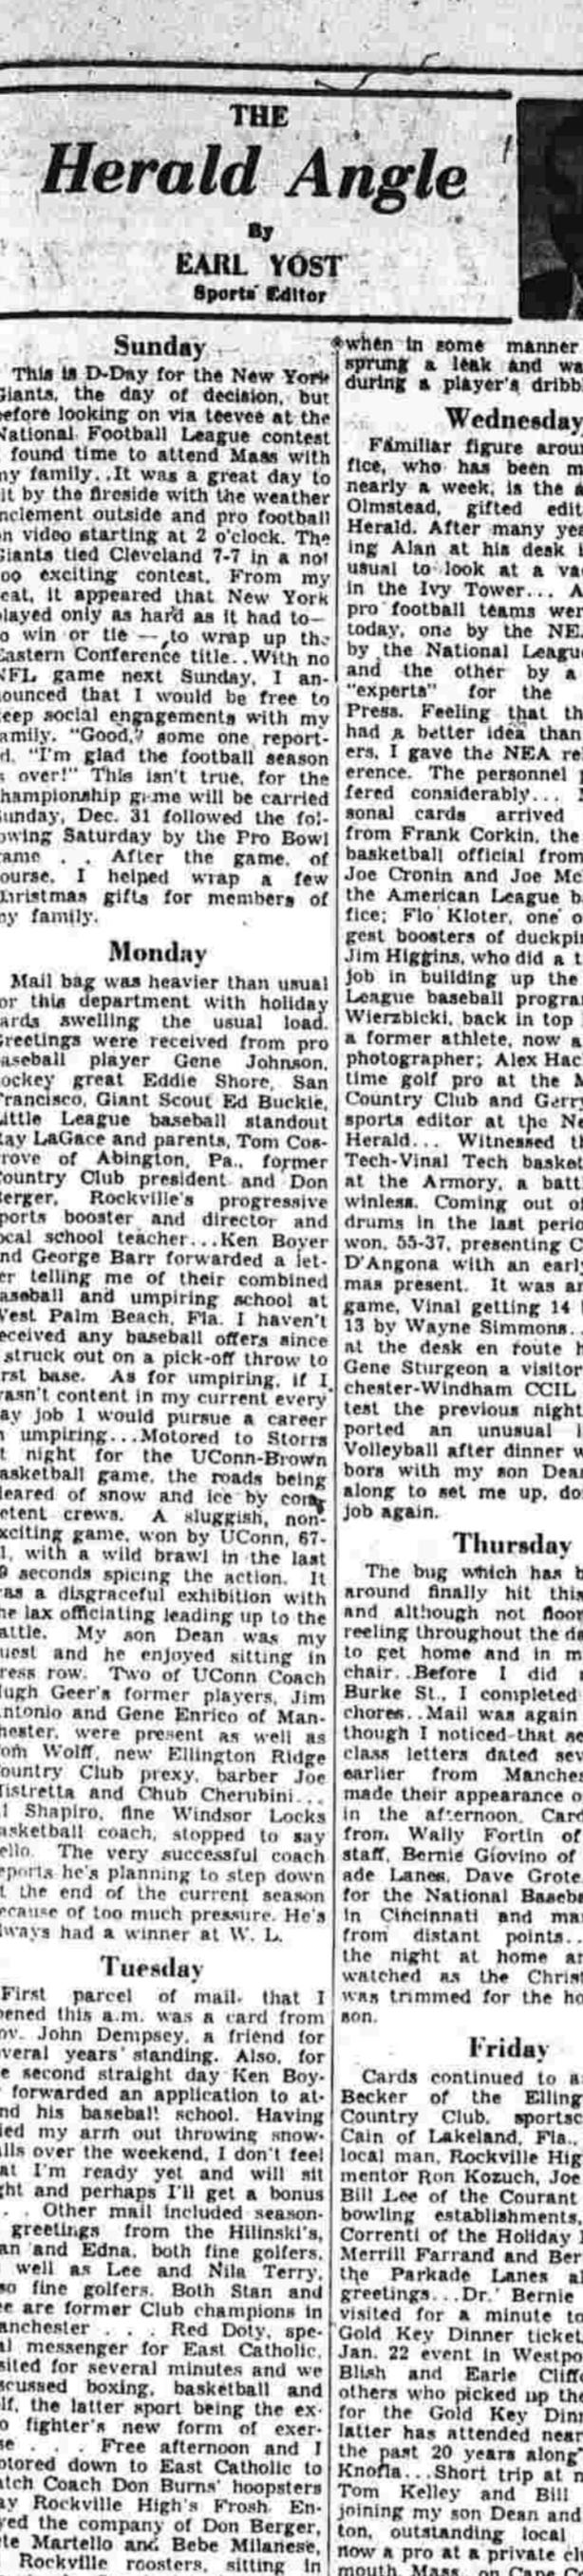 THE
Herald Angle
By
EARL YOST
Sports Editor
Sunday
This is D-Day for the New York
Giants, the day of decision, but
before looking on via teevee at the
National Football League contest
found time to attend Mass with
my family..It was a great day to
sit by the fireside with the weather
inclement outside and pro football
on video starting at 2 o'clock. The
Giants tied Cleveland 7-7 in a not
too exciting contest. From my
seat, it appeared that New York
played only as hard as it had to—
to win or tie —,to wrap up the
Eastern Conference title..With no
NFL game next Sunday, I an-
nounced that I would be free to
keep social engagements with my
family. "Good," some one report-
ed, "I'm glad the football season
is over!" This isn't true, for the
championship game will be carried
Sunday, Dec. 31 followed the fol-
lowing Saturday by the Pro Bowl
game . . After the game, of
course, I helped wrap a few
Christmas gifts for members of
my family.
Monday
Mail bag was heavier than usual
for this department with holiday
cards swelling the usual load.
Greetings were received from pro
baseball player Gene Johnson,
hockey great Eddie Shore, San
Francisco, Giant Scout Ed Buckie,
Little League baseball standout
Ray LaGace and parents, Tom Cos-
grove of Abington, Pa., former
Country Club president and Don
Berger, Rockville's progressive
sports booster and director and
local school teacher...Ken Boyer
and George Barr forwarded a let-
ter telling me of their combined
baseball and umpiring school at
West Palm Beach, Fla. I haven't
received any baseball offers since
I struck out on a pick-off throw to
first base. As for umpiring, if I
wasn't content in my current every
day job I would pursue a career
in umpiring...Motored to Storrs
at night for the UConn-Brown
basketball game, the roads being
cleared of snow and ice by com-
petent crews. A sluggish, non-
exciting game, won by UConn, 67-
1, with a wild brawl in the last
9 seconds spicing the action. It
was a disgraceful exhibition with
the lax officiating leading up to the
battle. My son Dean was my
guest and he enjoyed sitting in
press row. Two of UConn Coach
Hugh Geer's former players, Jim
Antonio and Gene Enrico of Man-
chester, were present as well as
Tom Wolff, new Ellington Ridge
Country Club prexy, barber Joe
Mistretta and Chub Cherubini...
Al Shapiro, fine Windsor Locks
basketball coach, stopped to say
hello. The very successful coach
reports he's planning to step down
at the end of the current season
because of too much pressure. He's
always had a winner at W. L.
Tuesday
First parcel of mail that I
opened this a.m. was a card from
Gov. John Dempsey, a friend for
several years' standing. Also, for
the second straight day Ken Boy-
er forwarded an application to at-
tend his baseball school. Having
tied my arm out throwing snow-
balls over the weekend, I don't feel
that I'm ready yet and will sit
tight and perhaps I'll get a bonus
. . . Other mail included season-
greetings from the Hilinski's,
Stan and Edna, both fine golfers,
as well as Lee and Nila Terry,
also fine golfers. Both Stan and
Lee are former Club champions in
Manchester . . . Red Doty, spe-
cial messenger for East Catholic,
visited for several minutes and we
discussed boxing, basketball and
golf, the latter sport being the ex-
pro fighter's new form of exer-
cise . . . Free afternoon and I
motored down to East Catholic to
watch Coach Don Burns' hoopsters
play Rockville High's Frosh. En-
joyed the company of Don Berger,
Pete Martello and Bebe Milanese,
Rockville roosters, sitting in
when in some manner
sprung a leak and wa
during a player's dribb
Wednesday
Familiar figure arou
fice, who has been m
nearly a week, is the a
Olmstead, gifted edit
Herald. After many yea
ing Alan at his desk i
usual to look at a va
in the Ivy Tower... A
pro football teams wer
today, one by the NE
by the National League
and the other by a
"experts" for the
Press. Feeling that th
had a better idea than
ers, I gave the NEA re
erence. The personnel
fered considerably...
sonal cards arrived
from Frank Corkin, the
basketball official from
Joe Cronin and Joe Mc
the American League b
fice; Flo Kloter, one o
gest boosters of duckpi
Jim Higgins, who did a t
job in building up the
League baseball progra
Wierzbicki, back in top
a former athlete, now a
photographer; Alex Hac
time golf pro at the M
Country Club and Gerry
sports editor at the Ne
Herald... Witnessed th
Tech-Vinal Tech basket
at the Armory, a batt
winless. Coming out of
drums in the last perio
won, 55-37, presenting C
D'Angona with an early
mas present. It was an
game, Vinal getting 14
13 by Wayne Simmons..
at the desk en route h
Gene Sturgeon a visitor
chester-Windham CCIL
test the previous night
ported an unusual i
Volleyball after dinner w
bors with my son Dean
along to set me up, do
job again.
Thursday
The bug which has b
around finally hit this
and although not floor
reeling throughout the da
to get home and in m
chair..Before I did
Burke St., I completed
chores..Mail was again
though I noticed that se
class letters dated sev
earlier from Manches
made their appearance o
in the afternoon. Card
from Wally Fortin of
staff, Bernie Giovino of
ade Lanes, Dave Grote,
for the National Baseba
in Cincinnati and ma
from distant points..
the night at home an
watched as the Christ
was trimmed for the ho
son.
Friday
Cards continued to a
Becker of the Elling
Country Club, sportsc
Cain of Lakeland, Fla.,
local man, Rockville Hig
mentor Ron Kozuch, Joe
Bill Lee of the Courant
bowling establishments,
Correnti of the Holiday
Merrill Farrand and Ber
the Parkade Lanes al
greetings...Dr. Bernie
visited for a minute to
Gold Key Dinner ticket
Jan. 22 event in Westpo
Blish and Earle Cliffo
others who picked up the
for the Gold Key Dinn
latter has attended near
the past 20 years along
Knofla...Short trip at n
Tom Kelley and Bill
joining my son Dean and
ton, outstanding local
now a pro at a private cl
mouth, Mass., on Cape